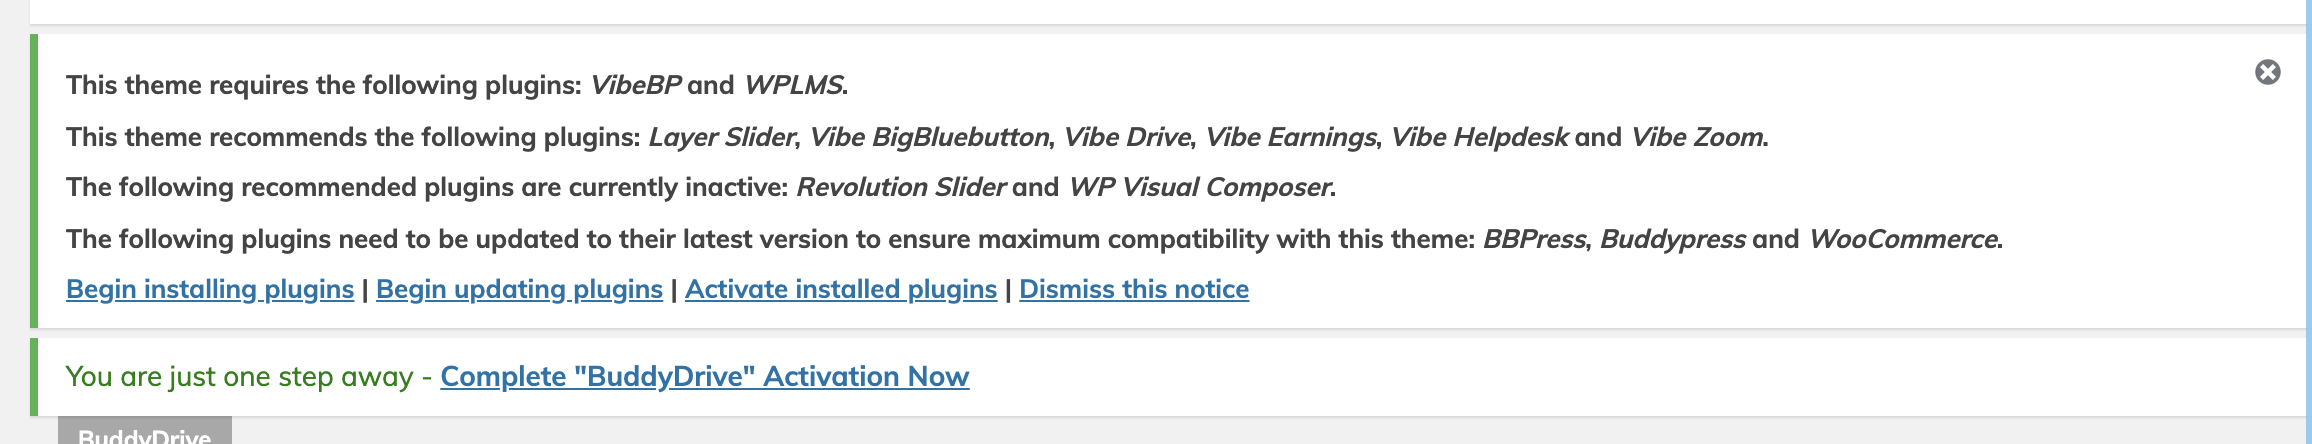 This theme requires the following plugins: VibeBP and WPLMS.
This theme recommends the following plugins: Layer Slider, Vibe BigBluebutton, Vibe Drive, Vibe Earnings, Vibe Helpdesk and Vibe Zoom.
The following recommended plugins are currently inactive: Revolution Slider and WP Visual Composer.
The following plugins need to be updated to their latest version to ensure maximum compatibility with this theme: BBPress, Buddypress and WooCommerce.
Begin installing plugins | Begin updating plugins | Activate installed plugins | Dismiss this notice
You are just one step away - Complete "BuddyDrive" Activation Now
BuddyDrive